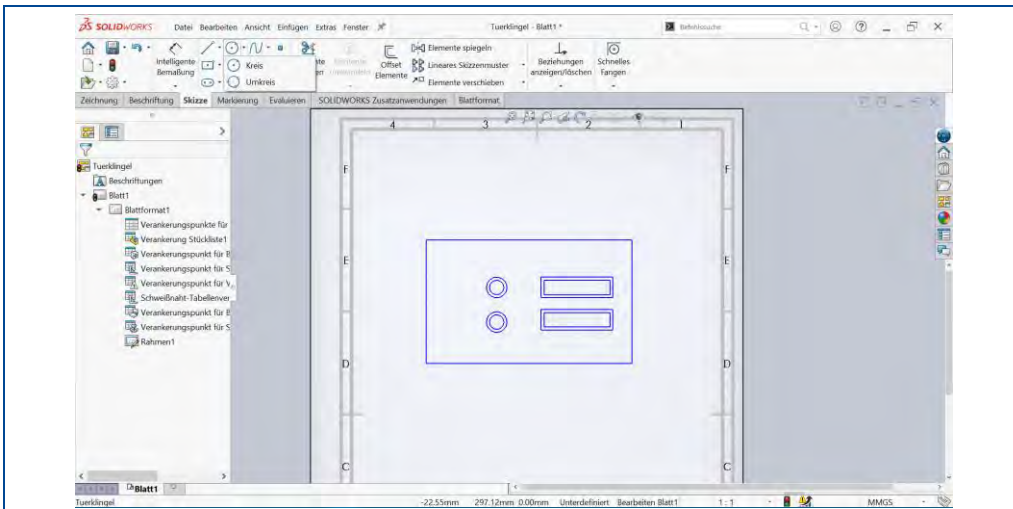 SOLIDWORKS Datei Bearbeiten Ansicht Einfügen Extras Fenster Tuerklingel - Blatt1 * Befehlssuche
Intelligente Bemaßung
Kreis
Umkreis
Offset Elemente
Elemente spiegeln
Lineares Skizzenmuster
Elemente verschieben
Beziehungen anzeigen/löschen
Schnelles Fangen
Zeichnung Beschriftung Skizze Markierung Evaluieren SOLIDWORKS Zusatzanwendungen Blattformat
Tuerklingel
Beschriftungen
Blatt1
Blattformat1
Verankerungspunkte für
Verankerung Stückliste1
Verankerungspunkt für B
Verankerungspunkt für S
Verankerungspunkt für V
Schweißnaht-Tabellenver
Verankerungspunkt für B
Verankerungspunkt für S
Rahmen1
4 3 2 1
F F
E E
D D
C C
Blatt1
Tuerklingel -22.55mm 297.12mm 0.00mm Unterdefiniert Bearbeiten Blatt1 1:1 MMGS